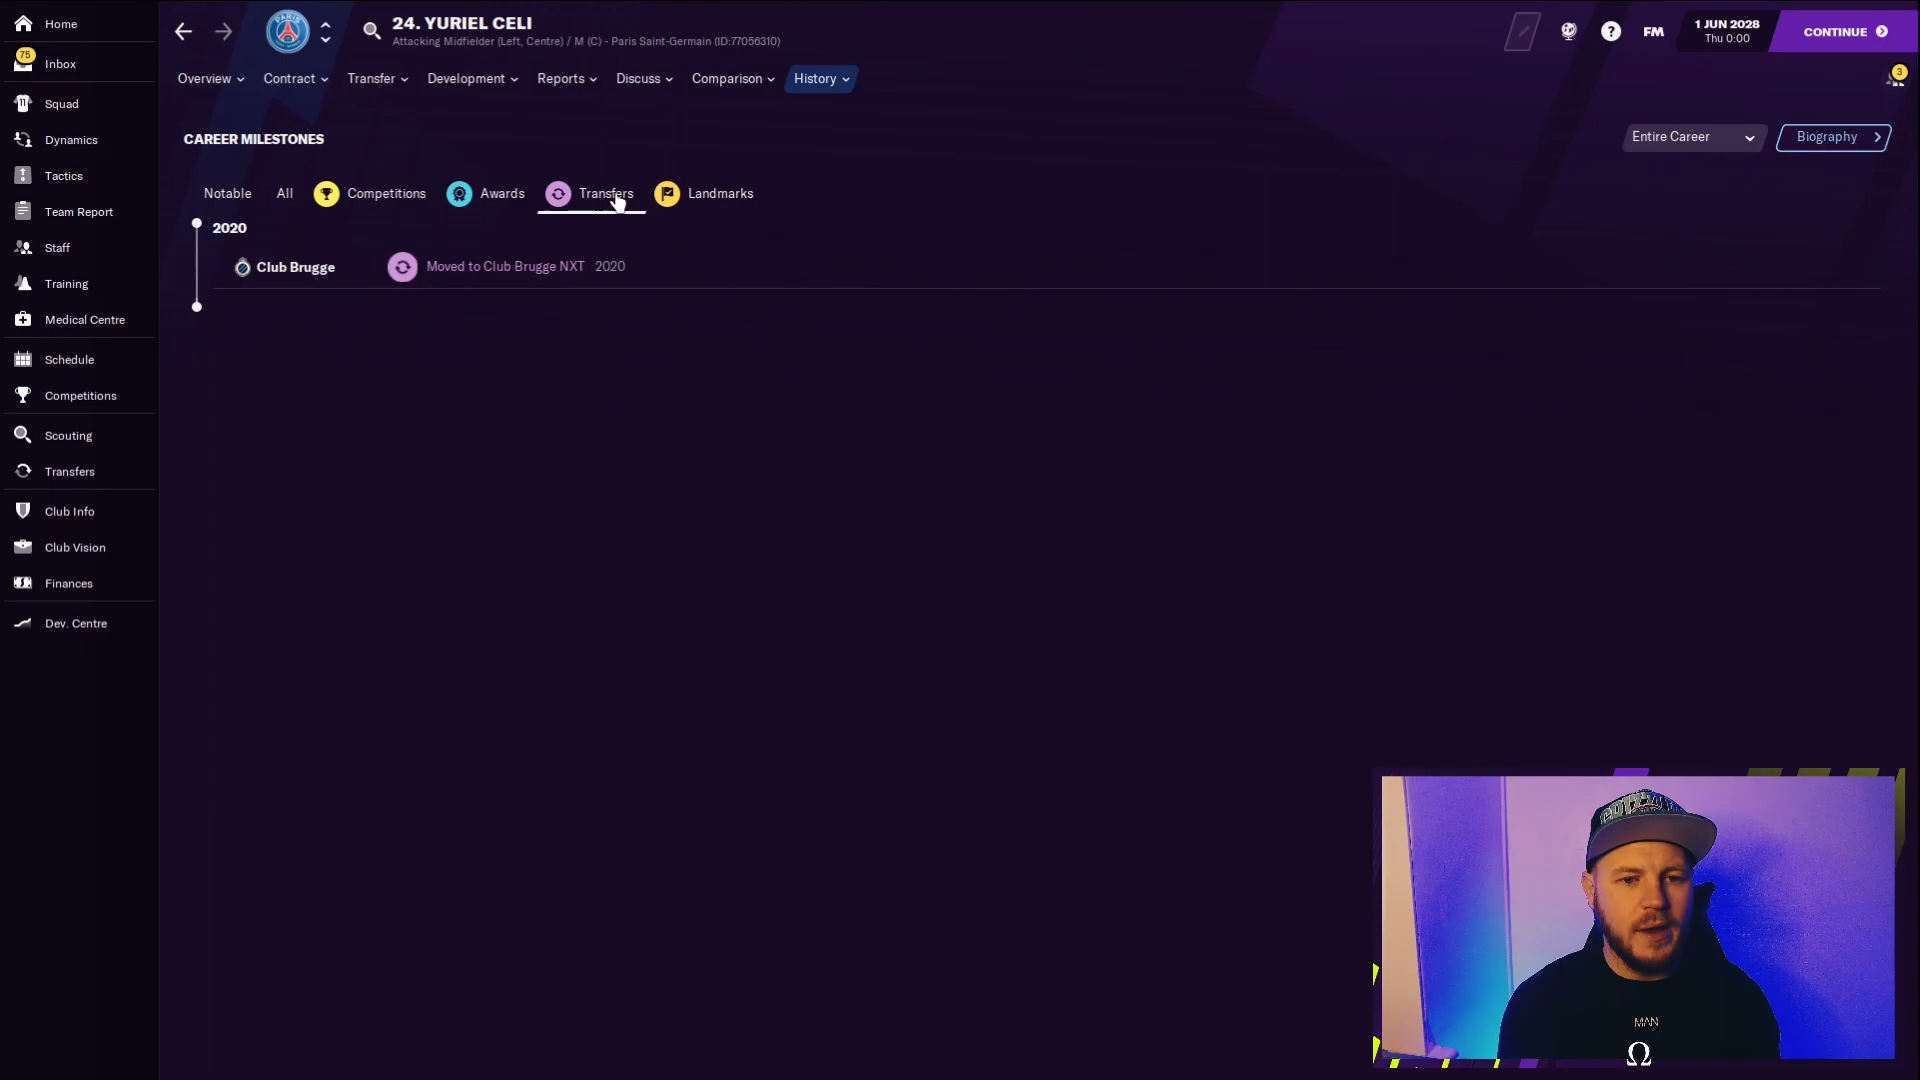 Home
75
Inbox
Squad
Dynamics
Tactics
Team Report
Staff
Training
Medical Centre
Schedule
Competitions
Scouting
Transfers
Club Info
Club Vision
Finances
Dev. Centre
PARIS
24. YURIEL CELI
Attacking Midfielder (Left, Centre) / M (C) - Paris Saint-Germain (ID:77056310)
?
FM
1 JUN 2028
Thu 0:00
CONTINUE
3
Overview
Contract
Transfer
Development
Reports
Discuss
Comparison
History
CAREER MILESTONES
Entire Career
Biography
Notable
All
Competitions
Awards
Transfers
Landmarks
2020
Club Brugge
Moved to Club Brugge NXT 2020
MAN
Ω